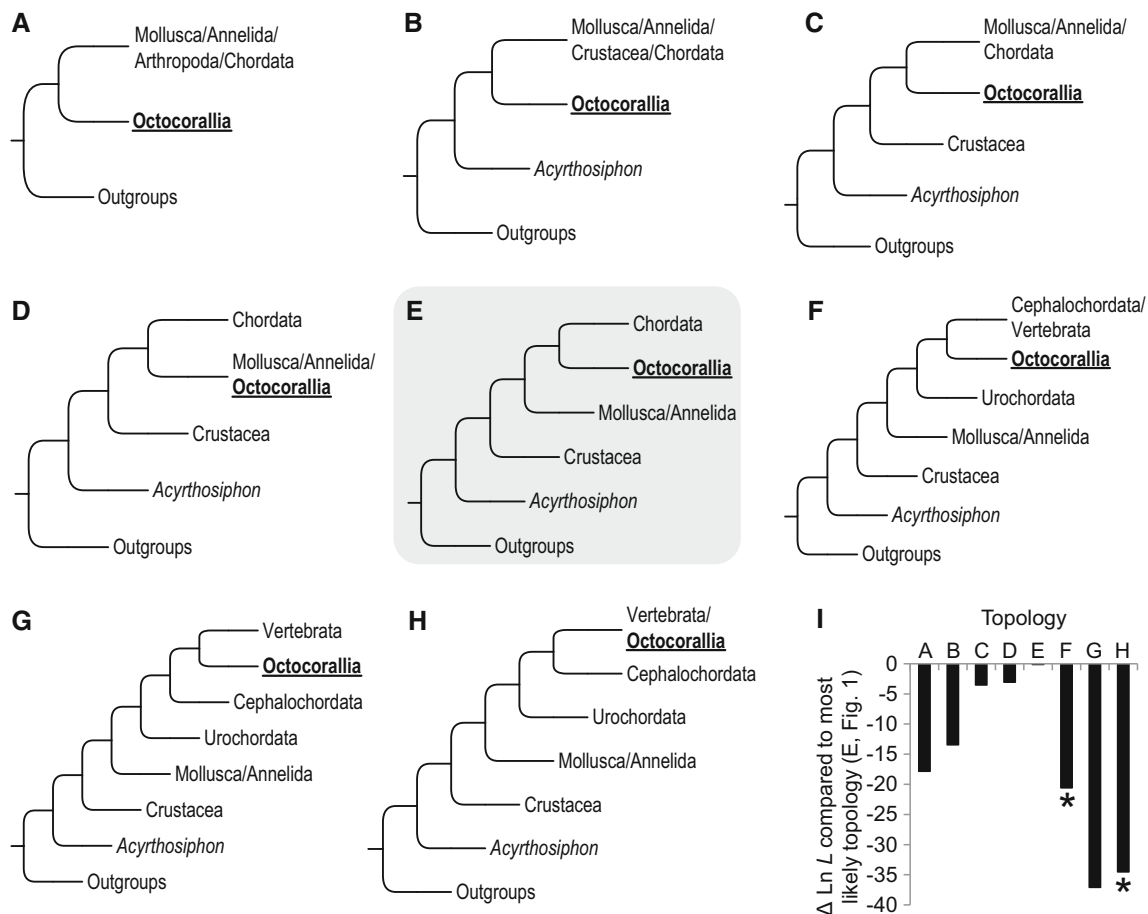 A
Mollusca/Annelida/
Arthropoda/Chordata
Octocorallia
Outgroups
B
Mollusca/Annelida/
Crustacea/Chordata
Octocorallia
Acyrthosiphon
Outgroups
C
Mollusca/Annelida/
Chordata
Octocorallia
Crustacea
Acyrthosiphon
Outgroups
D
Chordata
Mollusca/Annelida/
Octocorallia
Crustacea
Acyrthosiphon
Outgroups
E
Chordata
Octocorallia
Mollusca/Annelida
Crustacea
Acyrthosiphon
Outgroups
F
Cephalochordata/
Vertebrata
Octocorallia
Urochordata
Mollusca/Annelida
Crustacea
Acyrthosiphon
Outgroups
G
Vertebrata
Octocorallia
Cephalochordata
Urochordata
Mollusca/Annelida
Crustacea
Acyrthosiphon
Outgroups
H
Vertebrata/
Octocorallia
Cephalochordata
Urochordata
Mollusca/Annelida
Crustacea
Acyrthosiphon
Outgroups
I
Topology
A B C D E F G H
0
-5
-10
-15
-20
-25
-30
-35
-40
* *
Δ Ln L compared to most
likely topology (E, Fig. 1)